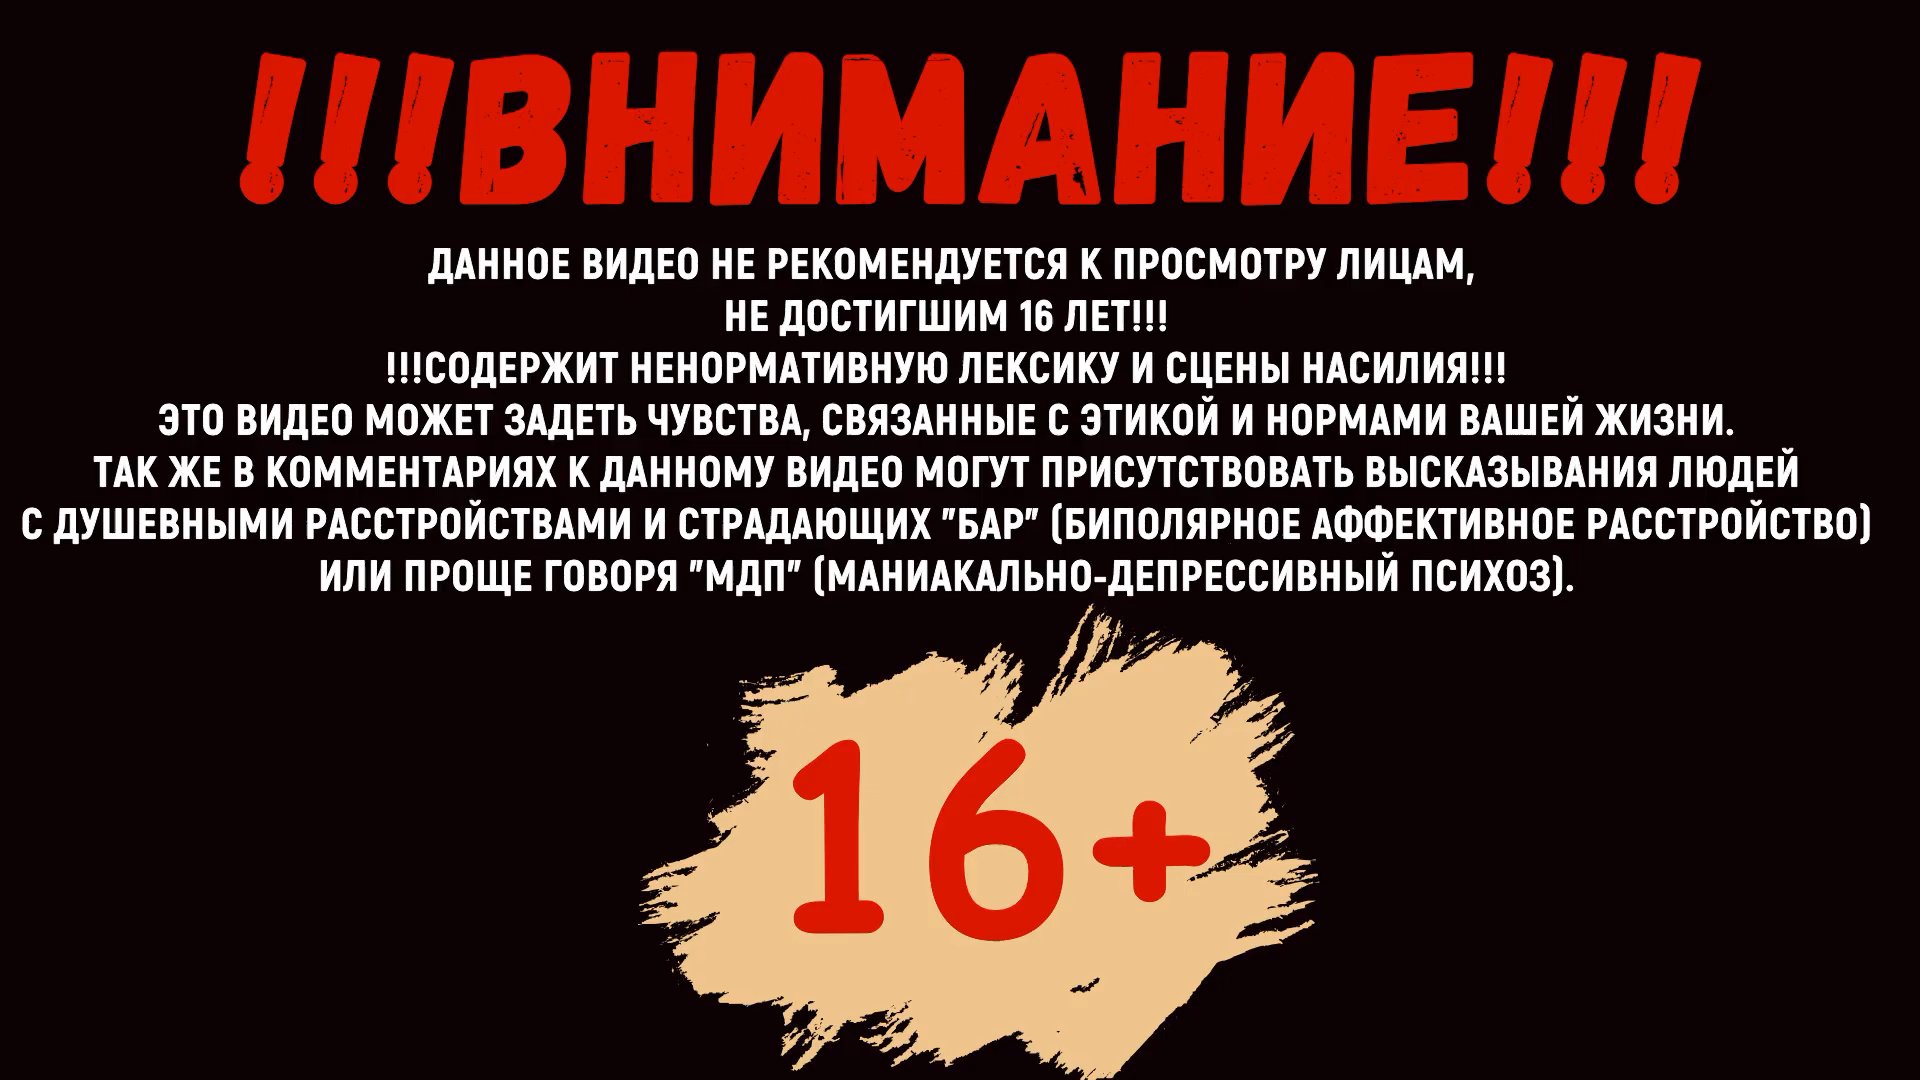 !!!ВНИМАНИЕ!!!
ДАННОЕ ВИДЕО НЕ РЕКОМЕНДУЕТСЯ К ПРОСМОТРУ ЛИЦАМ,
НЕ ДОСТИГШИМ 16 ЛЕТ!!!
!!!СОДЕРЖИТ НЕНОРМАТИВНУЮ ЛЕКСИКУ И СЦЕНЫ НАСИЛИЯ!!!
ЭТО ВИДЕО МОЖЕТ ЗАДЕТЬ ЧУВСТВА, СВЯЗАННЫЕ С ЭТИКОЙ И НОРМАМИ ВАШЕЙ ЖИЗНИ.
ТАК ЖЕ В КОММЕНТАРИЯХ К ДАННОМУ ВИДЕО МОГУТ ПРИСУТСТВОВАТЬ ВЫСКАЗЫВАНИЯ ЛЮДЕЙ
С ДУШЕВНЫМИ РАССТРОЙСТВАМИ И СТРАДАЮЩИХ "БАР" (БИПОЛЯРНОЕ АФФЕКТИВНОЕ РАССТРОЙСТВО)
ИЛИ ПРОЩЕ ГОВОРЯ "МДП" (МАНИАКАЛЬНО-ДЕПРЕССИВНЫЙ ПСИХОЗ).
16+